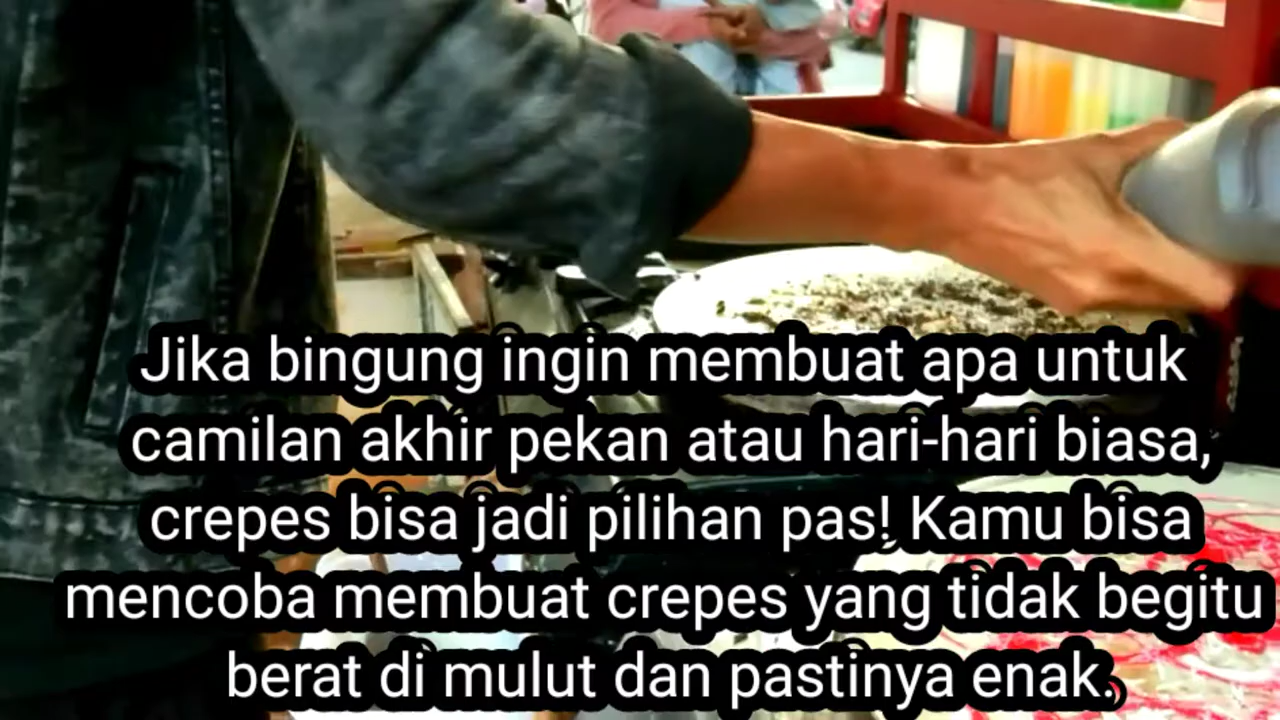 Jika bingung ingin membuat apa untuk
camilan akhir pekan atau hari-hari biasa,
crepes bisa jadi pilihan pas! Kamu bisa
mencoba membuat crepes yang tidak begitu
berat di mulut dan pastinya enak.